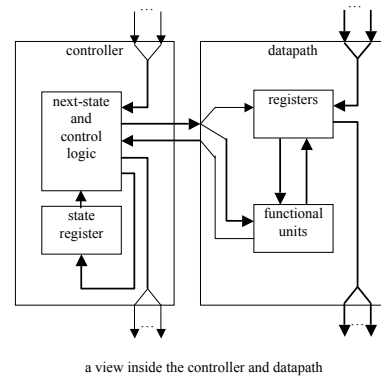 ...
...
controller
datapath
next-state
and
control
logic
registers
state
register
functional
units
...
...
a view inside the controller and datapath